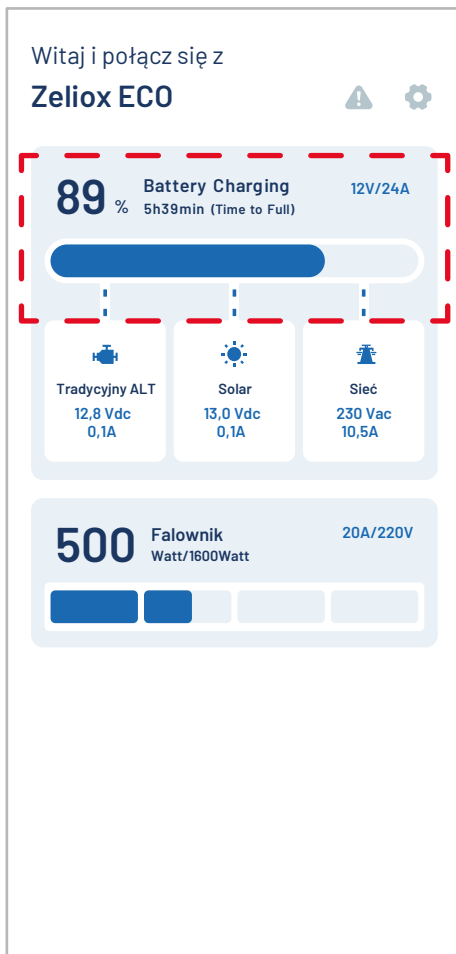 Witaj i połącz się z
Zeliox ECO
89 %
Battery Charging
5h39min (Time to Full)
12V/24A
Tradycyjny ALT
12,8 Vdc
0,1A
Solar
13,0 Vdc
0,1A
Sieć
230 Vac
10,5A
500
Falownik
Watt/1600Watt
20A/220V